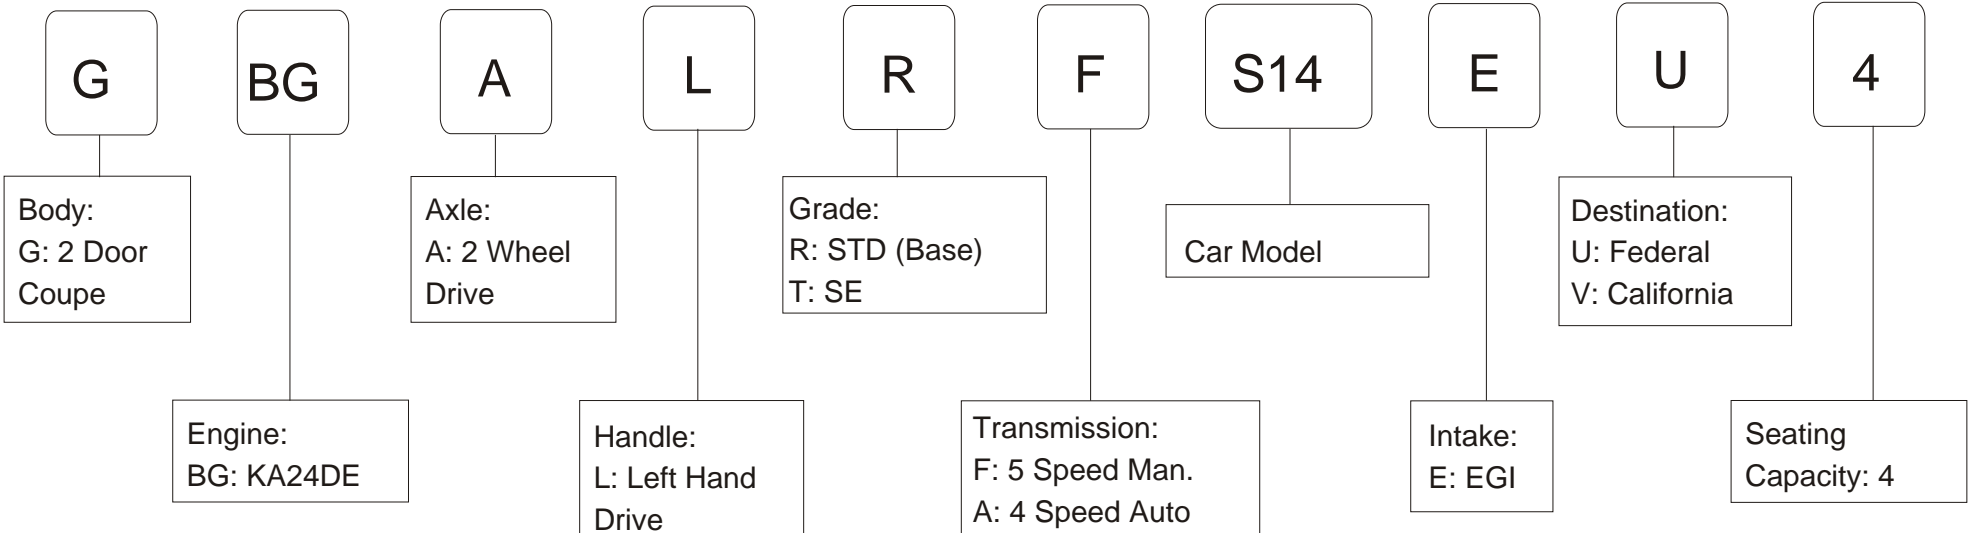 G
BG
A
L
R
F
S14
E
U
4
Body:
G: 2 Door
Coupe
Axle:
A: 2 Wheel
Drive
Grade:
R: STD (Base)
T: SE
Car Model
Destination:
U: Federal
V: California
Engine:
BG: KA24DE
Handle:
L: Left Hand
Drive
Transmission:
F: 5 Speed Man.
A: 4 Speed Auto
Intake:
E: EGI
Seating
Capacity: 4